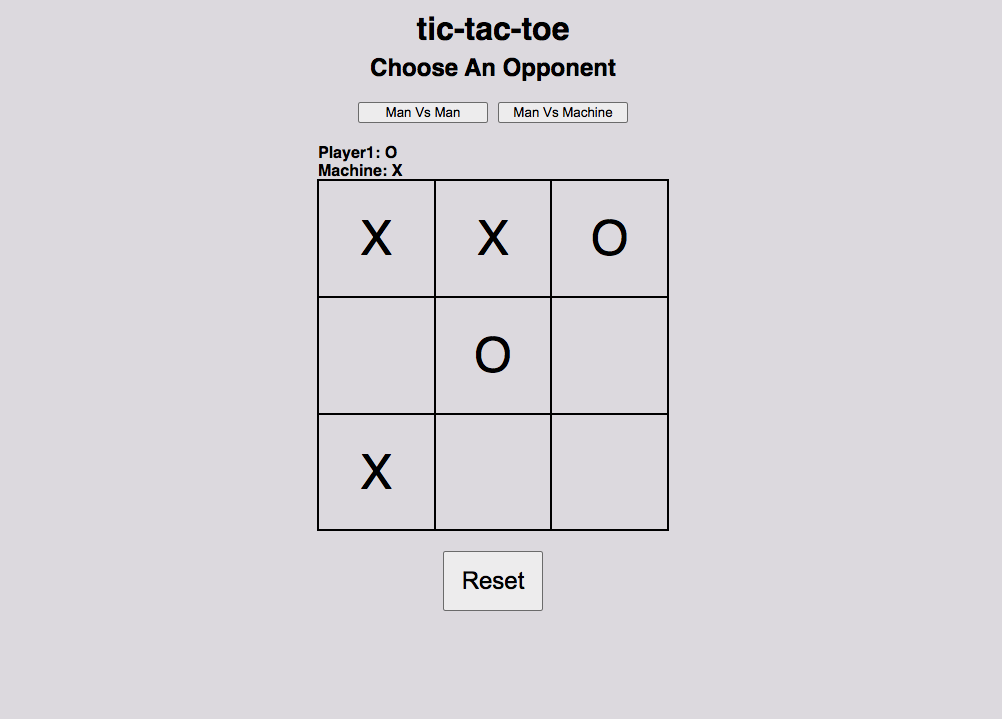 tic-tac-toe
Choose An Opponent
Man Vs Man Man Vs Machine
Player1: O
Machine: X
X X O
O
X
Reset